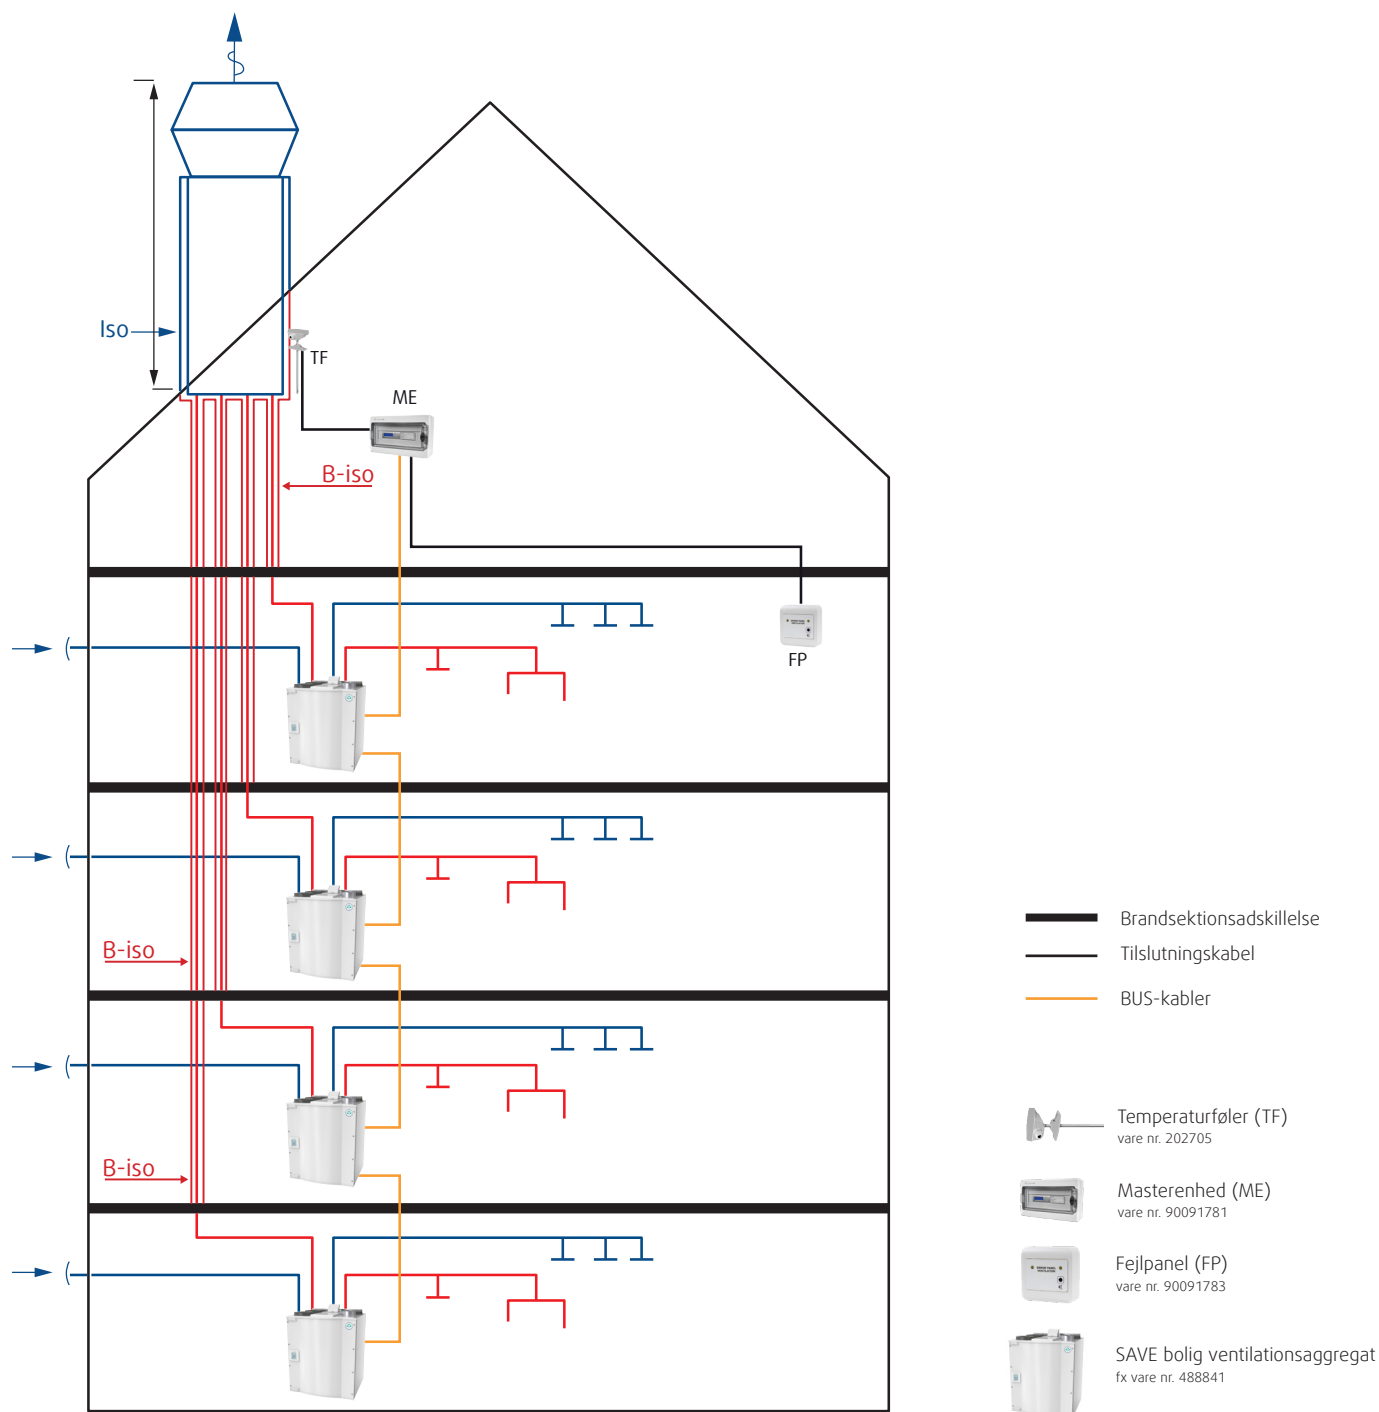 Iso
TF
ME
B-iso
FP
B-iso
B-iso
Brandsektionsadskillelse
Tilslutningskabel
BUS-kabler
Temperaturføler (TF)
vare nr. 202705
Masterenhed (ME)
vare nr. 90091781
Fejlpanel (FP)
vare nr. 90091783
SAVE bolig ventilationsaggregat
fx vare nr. 488841